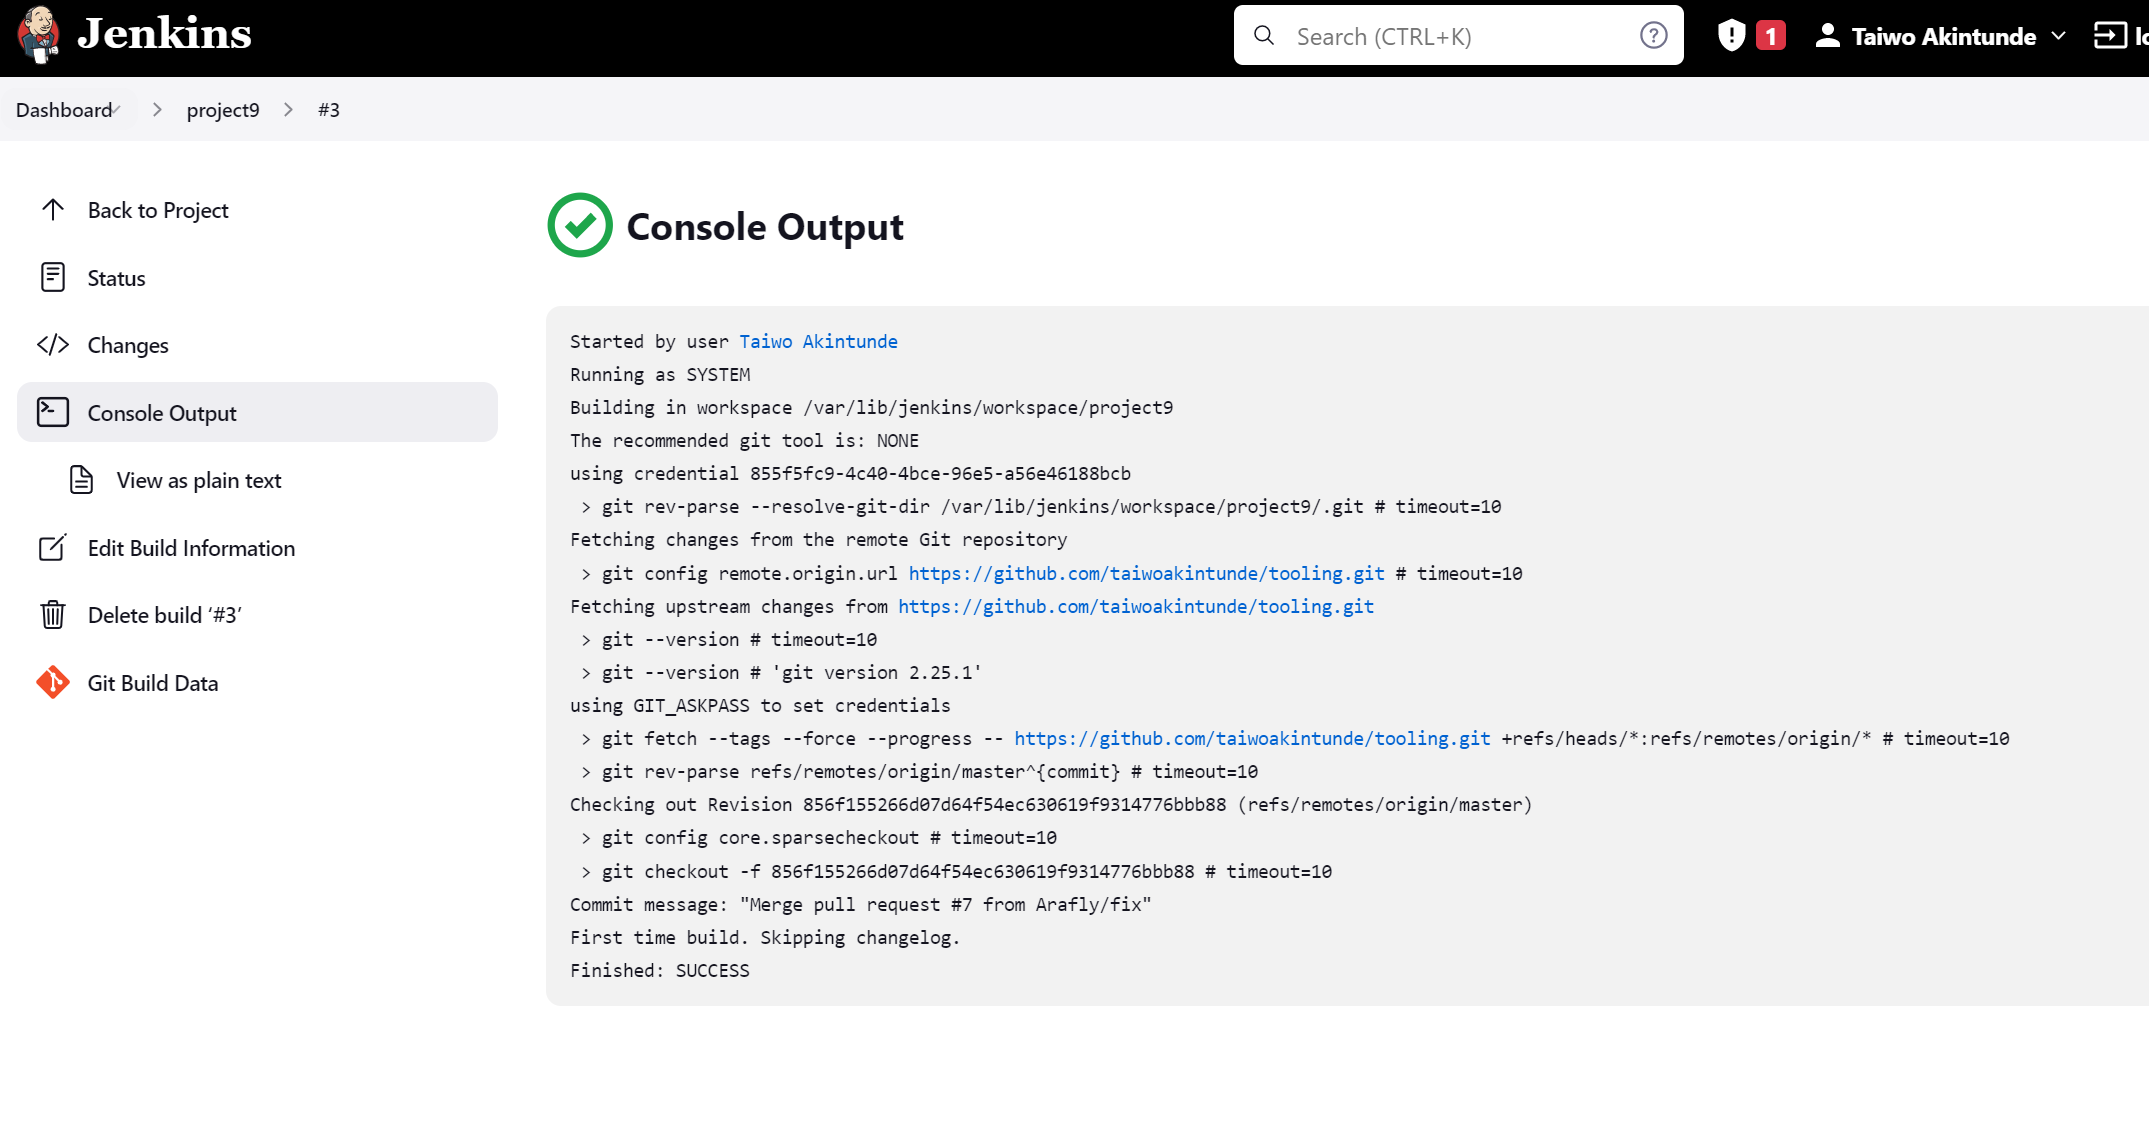 Jenkins
Search (CTRL+K)
1
Taiwo Akintunde
Dashboard
project9
#3
Back to Project
Status
Changes
Console Output
View as plain text
Edit Build Information
Delete build ‘#3’
Git Build Data
Console Output
Started by user Taiwo Akintunde
Running as SYSTEM
Building in workspace /var/lib/jenkins/workspace/project9
The recommended git tool is: NONE
using credential 855f5fc9-4c40-4bce-96e5-a56e46188bcb
> git rev-parse --resolve-git-dir /var/lib/jenkins/workspace/project9/.git # timeout=10
Fetching changes from the remote Git repository
> git config remote.origin.url https://github.com/taiwoakintunde/tooling.git # timeout=10
Fetching upstream changes from https://github.com/taiwoakintunde/tooling.git
> git --version # timeout=10
> git --version # 'git version 2.25.1'
using GIT_ASKPASS to set credentials
> git fetch --tags --force --progress -- https://github.com/taiwoakintunde/tooling.git +refs/heads/*:refs/remotes/origin/* # timeout=10
> git rev-parse refs/remotes/origin/master^{commit} # timeout=10
Checking out Revision 856f155266d07d64f54ec630619f9314776bbb88 (refs/remotes/origin/master)
> git config core.sparsecheckout # timeout=10
> git checkout -f 856f155266d07d64f54ec630619f9314776bbb88 # timeout=10
Commit message: "Merge pull request #7 from Arafly/fix"
First time build. Skipping changelog.
Finished: SUCCESS